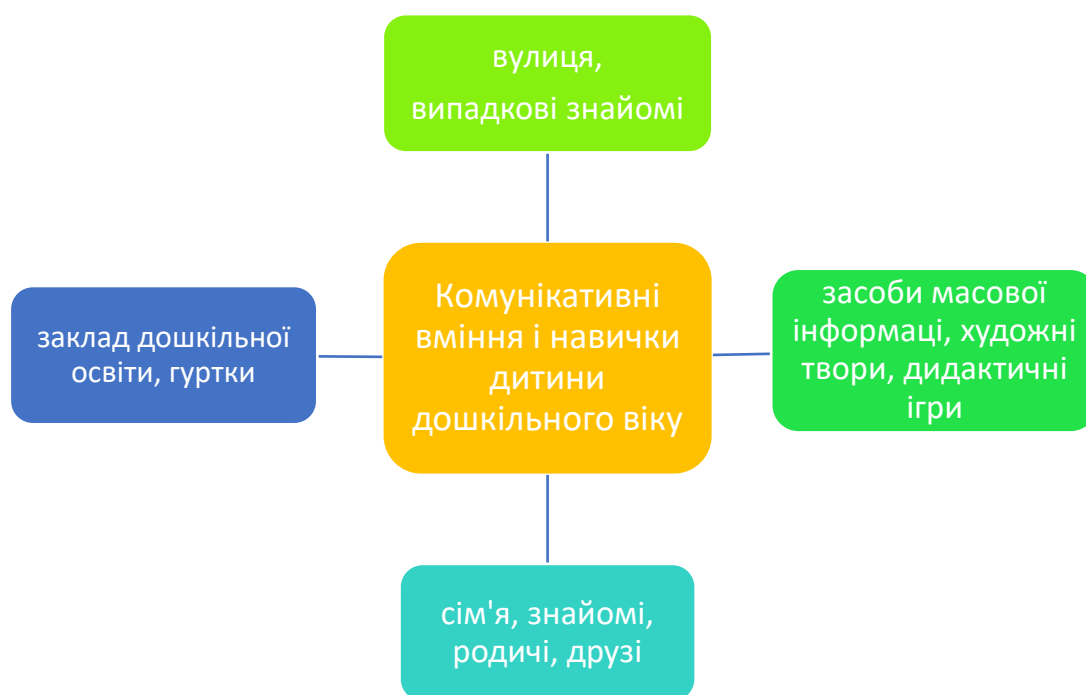 вулиця,
випадкові знайомі
заклад дошкільної
освіти, гуртки
Комунікативні
вміння і навички
дитини
дошкільного віку
засоби масової
інформаці, художні
твори, дидактичні
ігри
сім'я, знайомі,
родичі, друзі